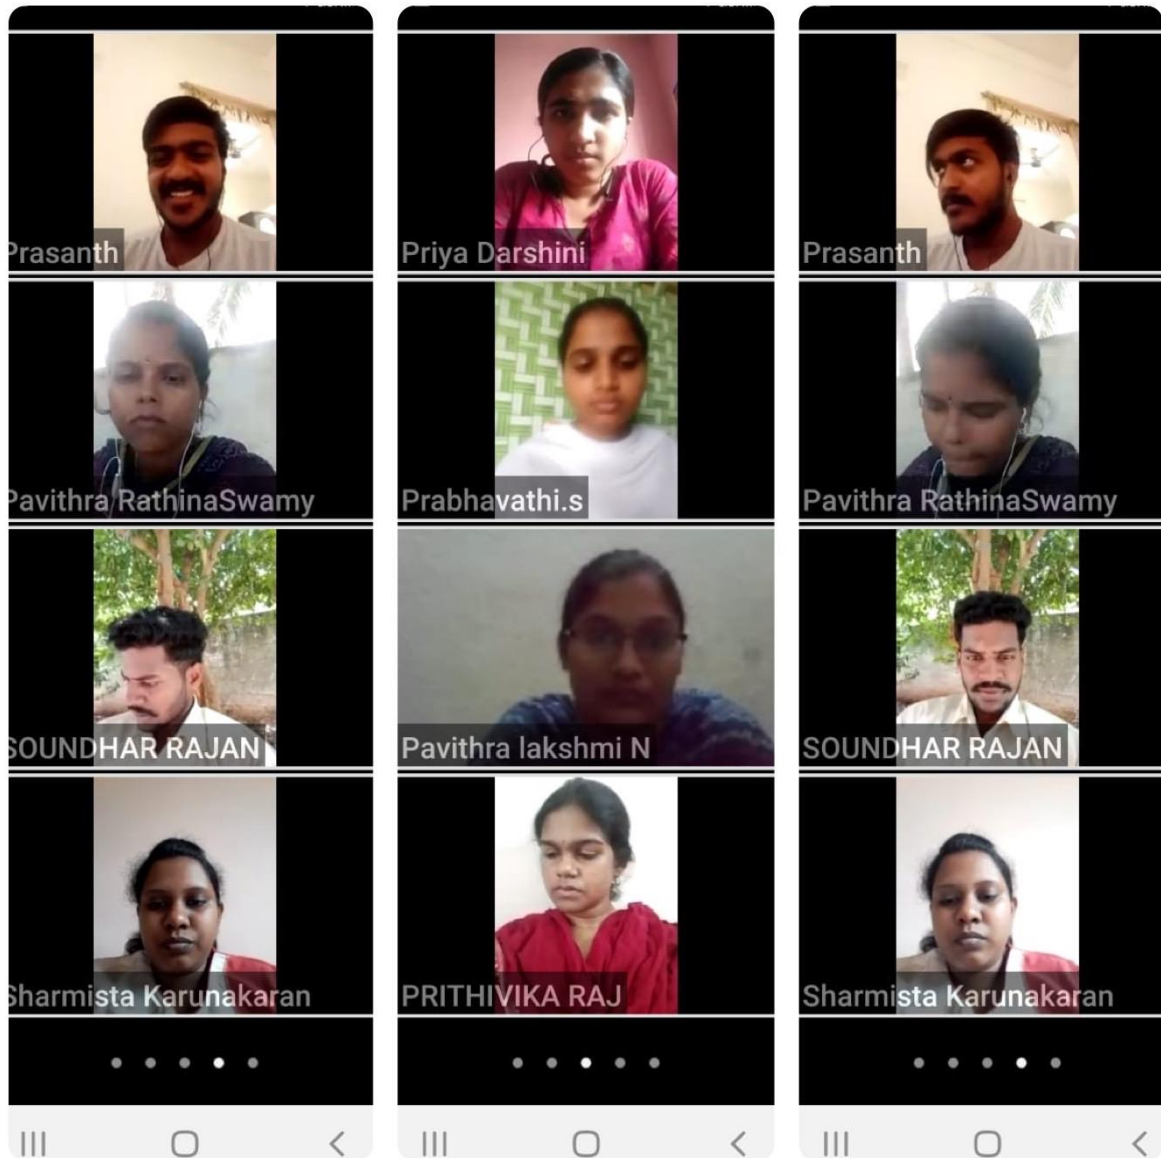 Prasanth
Pavithra RathinaSwamy
SOUNDHAR RAJAN
Sharmista Karunakaran
Priya Darshini
Prabhavathi.s
Pavithra lakshmi N
PRITHIVIKA RAJ
Prasanth
Pavithra RathinaSwamy
SOUNDHAR RAJAN
Sharmista Karunakaran